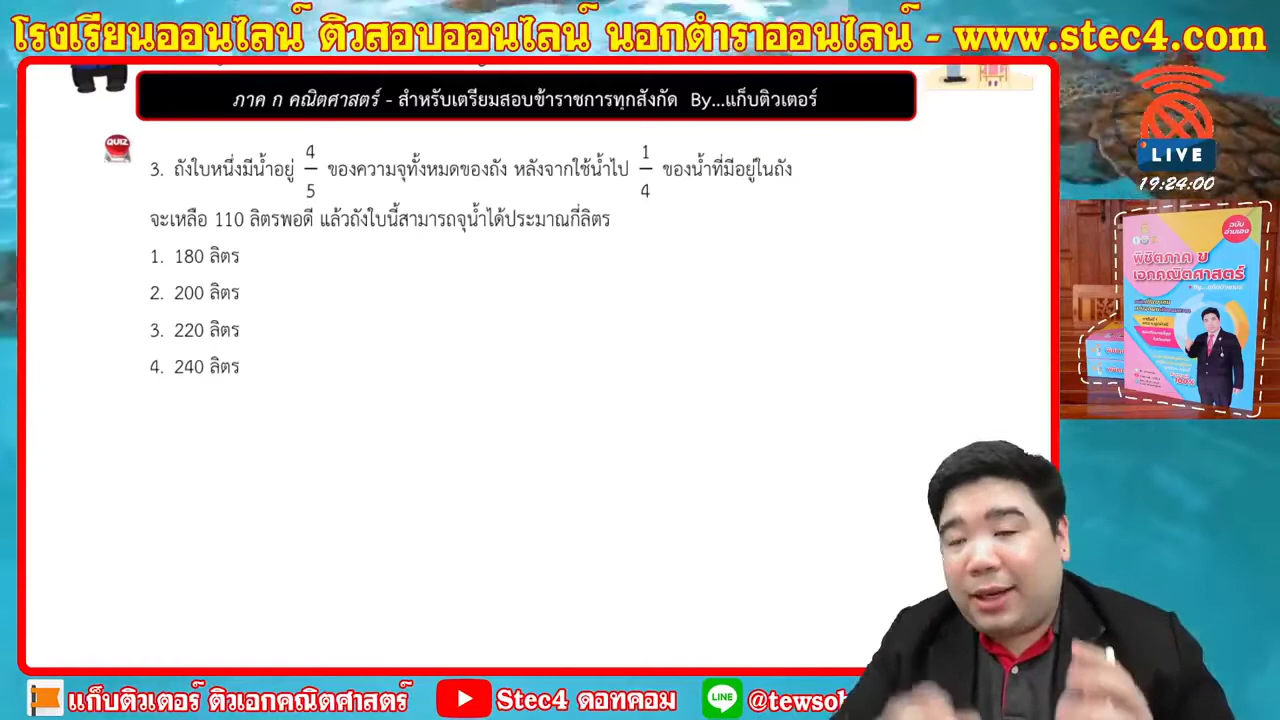 โรงเรียนออนไลน์ ติวสอบออนไลน์ นอกตำราออนไลน์ - www.stec4.com
ภาค ก คณิตศาสตร์ - สำหรับเตรียมสอบข้าราชการทุกสังกัด By...แก็บติวเตอร์
LIVE
19:24:00
QUIZ
3. ถังใบหนึ่งมีน้ำอยู่ 4/5 ของความจุทั้งหมดของถัง หลังจากใช้น้ำไป 1/4 ของน้ำที่มีอยู่ในถัง
จะเหลือ 110 ลิตรพอดี แล้วถังใบนี้สามารถจุน้ำได้ประมาณกี่ลิตร
1. 180 ลิตร
2. 200 ลิตร
3. 220 ลิตร
4. 240 ลิตร
ฉบับ
พิชิตภาค ข
เอกคณิตศาสตร์
แก็บติวเตอร์ ติวเอกคณิตศาสตร์
Stec4 ดอทคอม
LINE